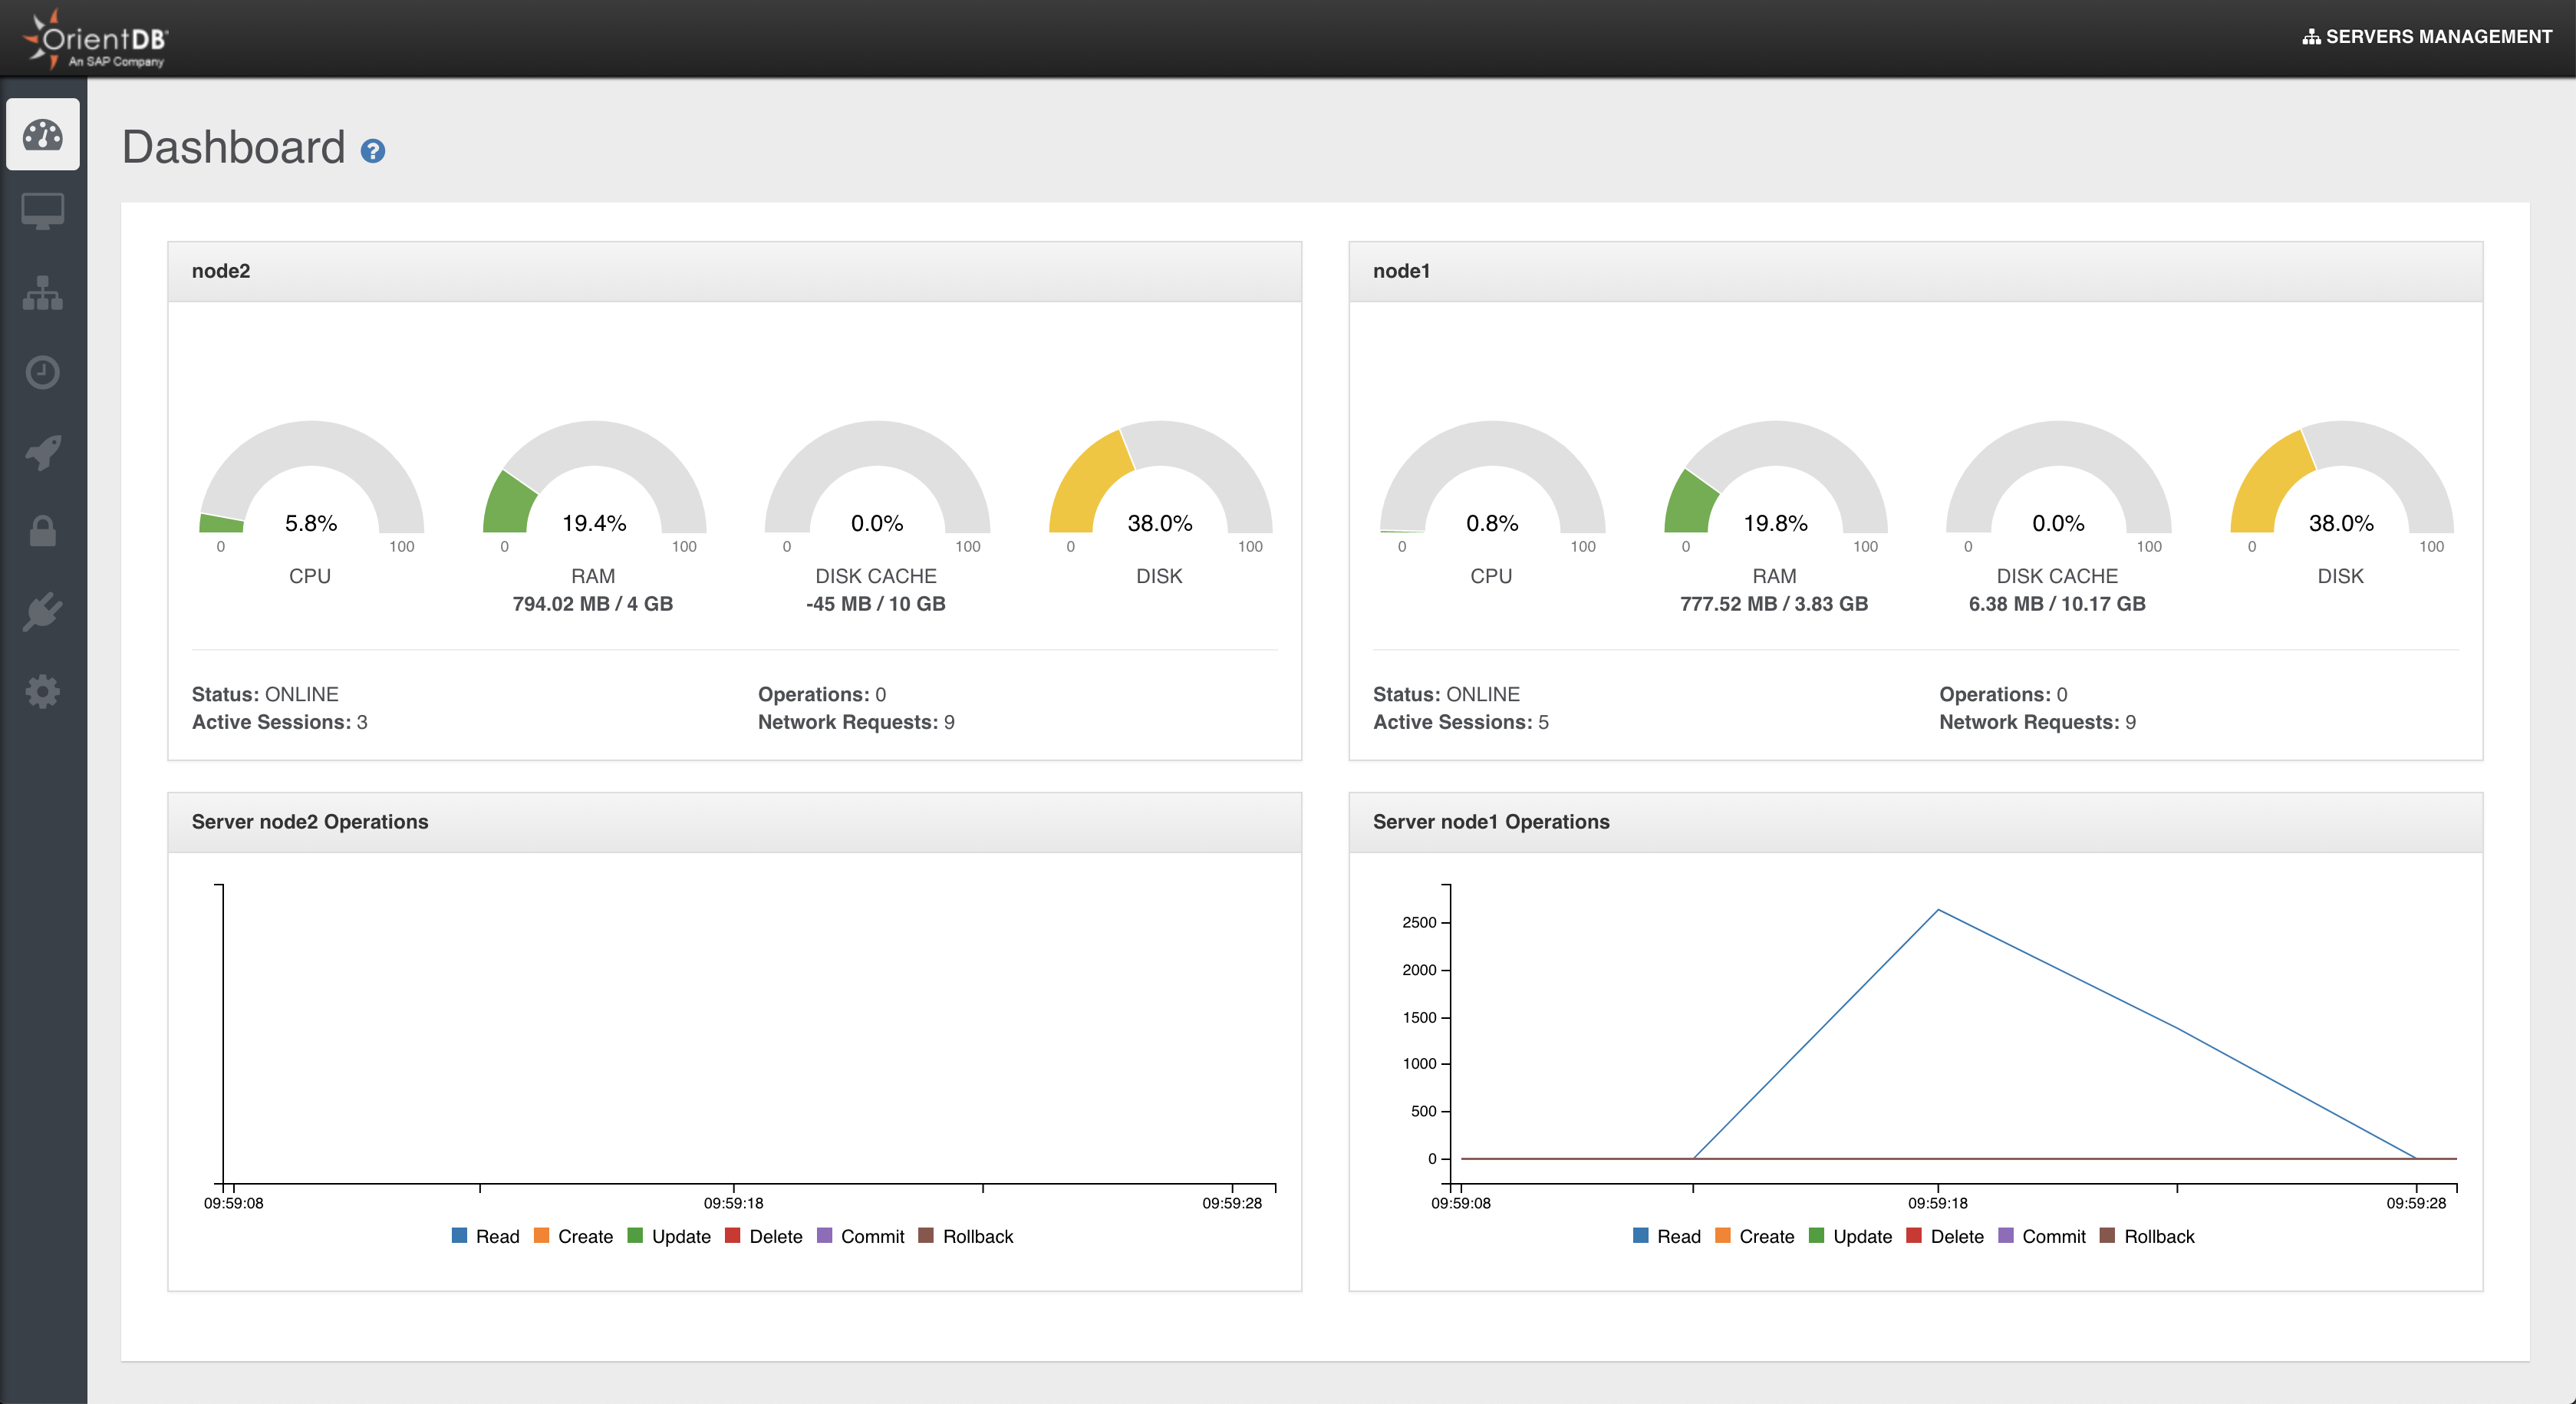 OrientDB
An SAP Company
SERVERS MANAGEMENT
Dashboard ?
node2
5.8%
0 100
CPU
19.4%
0 100
RAM
794.02 MB / 4 GB
0.0%
0 100
DISK CACHE
-45 MB / 10 GB
38.0%
0 100
DISK
Status: ONLINE
Active Sessions: 3
Operations: 0
Network Requests: 9
node1
0.8%
0 100
CPU
19.8%
0 100
RAM
777.52 MB / 3.83 GB
0.0%
0 100
DISK CACHE
6.38 MB / 10.17 GB
38.0%
0 100
DISK
Status: ONLINE
Active Sessions: 5
Operations: 0
Network Requests: 9
Server node2 Operations
09:59:08 09:59:18 09:59:28
Read Create Update Delete Commit Rollback
Server node1 Operations
2500
2000
1500
1000
500
0
09:59:08 09:59:18 09:59:28
Read Create Update Delete Commit Rollback